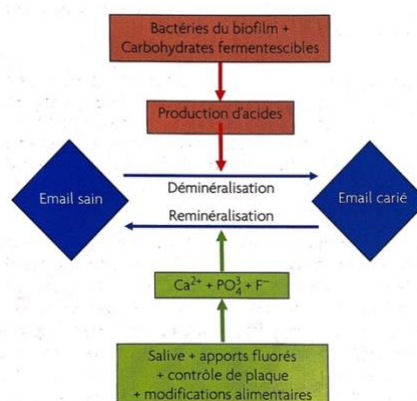 Bactéries du biofilm +
Carbohydrates fermentescibles
Production d'acides
Email sain
Déminéralisation
Reminéralisation
Email carié
Ca²⁺ + PO₄³ + F⁻
Salive + apports fluorés
+ contrôle de plaque
+ modifications alimentaires